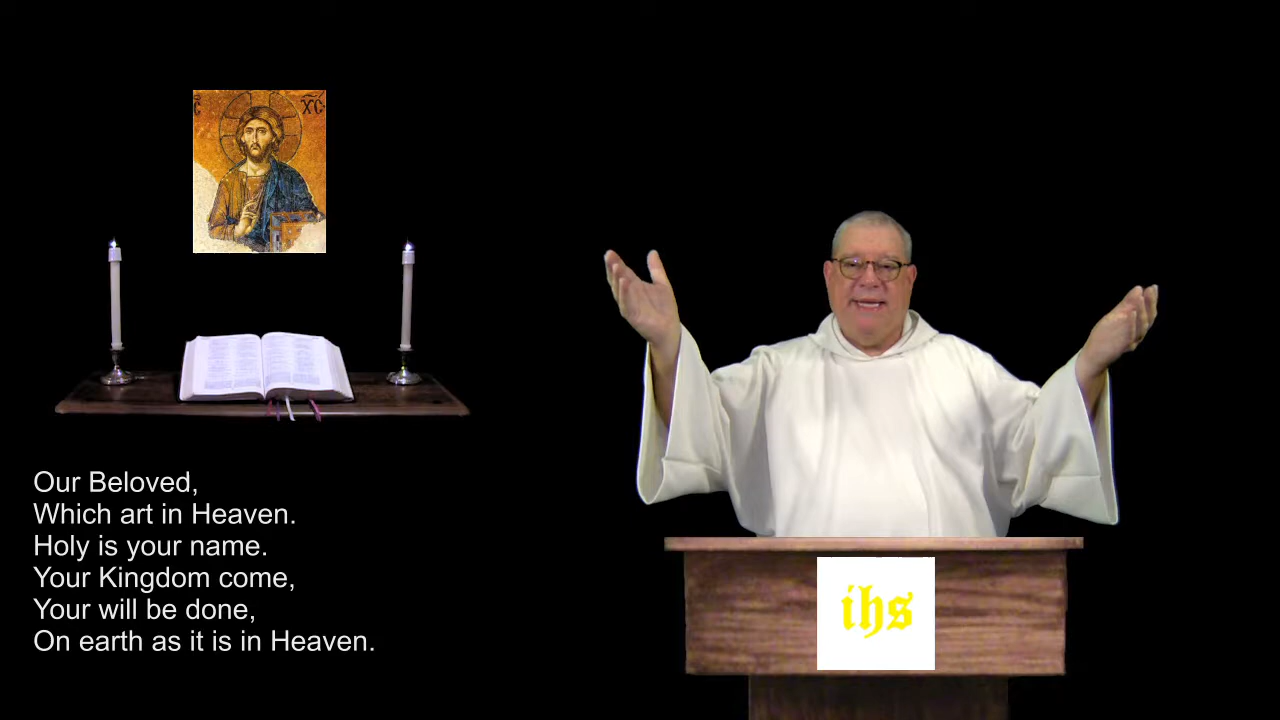 XC
Our Beloved,
Which art in Heaven.
Holy is your name.
Your Kingdom come,
Your will be done,
On earth as it is in Heaven.
ihs